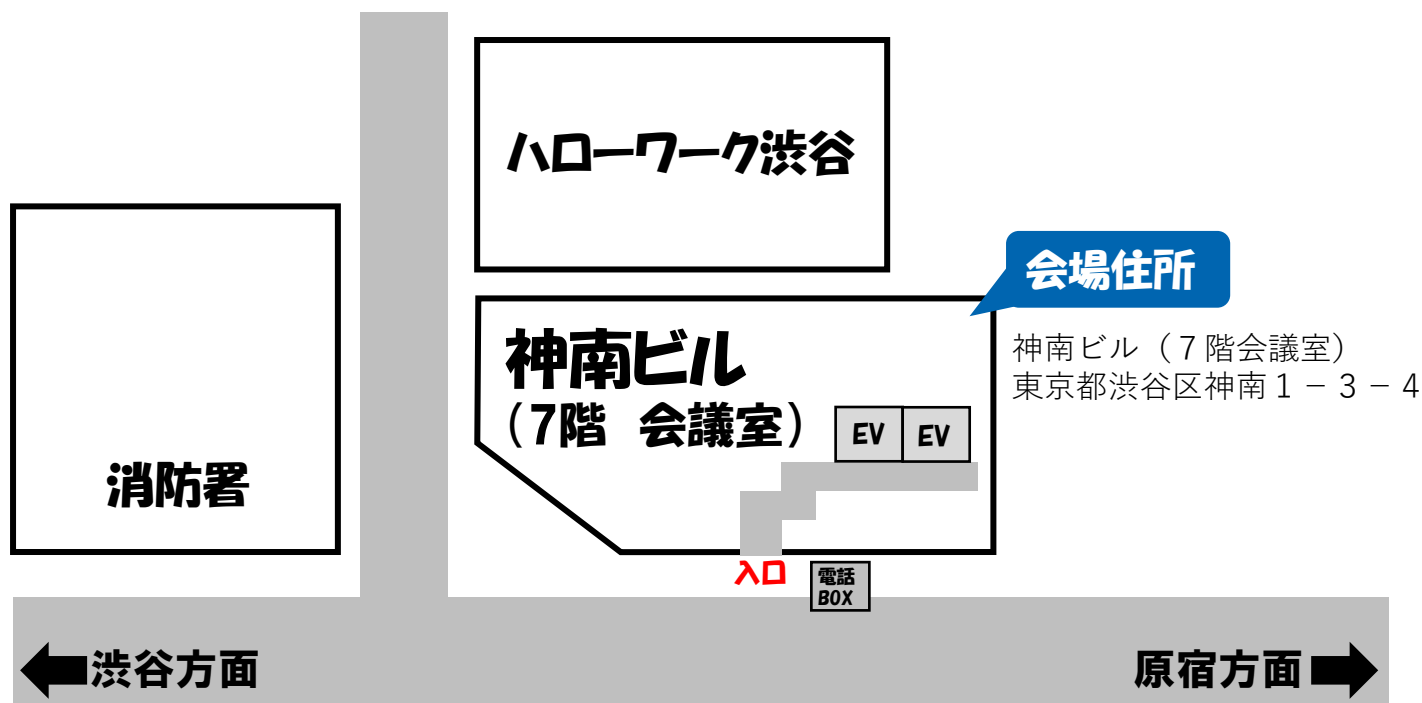 ハローワーク渋谷
会場住所
神南ビル（７階会議室）
東京都渋谷区神南１－３－４
神南ビル
（7階 会議室）
EV EV
消防署
入口
電話
BOX
渋谷方面
原宿方面